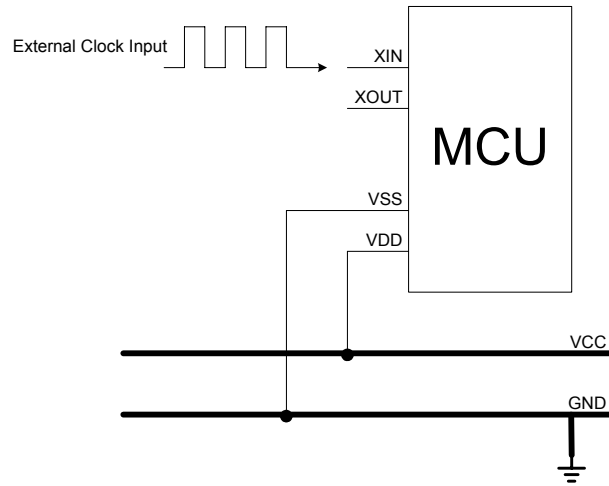 External Clock Input
XIN
XOUT
MCU
VSS
VDD
VCC
GND